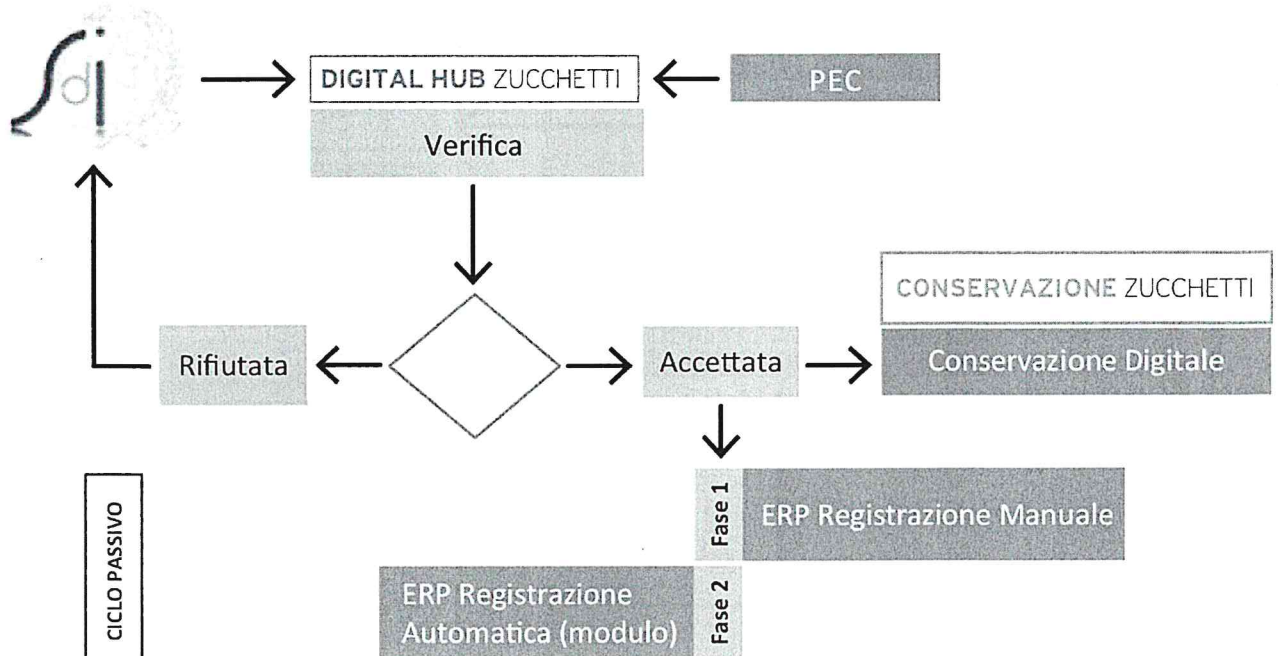 Sdi
DIGITAL HUB ZUCCHETTI
PEC
Verifica
CONSERVAZIONE ZUCCHETTI
Rifiutata
Accettata
Conservazione Digitale
Fase 1
ERP Registrazione Manuale
CICLO PASSIVO
ERP Registrazione
Automatica (modulo)
Fase 2